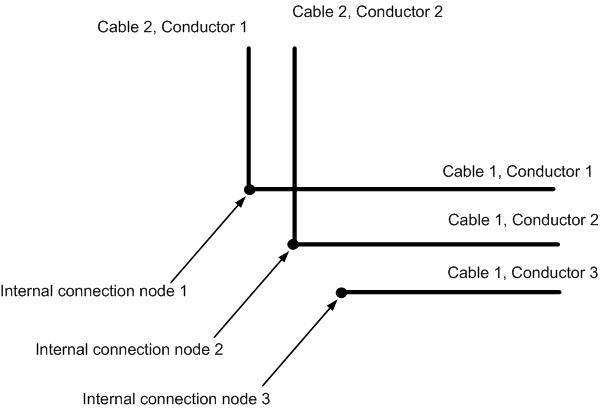 Cable 2, Conductor 2
Cable 2, Conductor 1
Cable 1, Conductor 1
Cable 1, Conductor 2
Cable 1, Conductor 3
Internal connection node 1
Internal connection node 2
Internal connection node 3